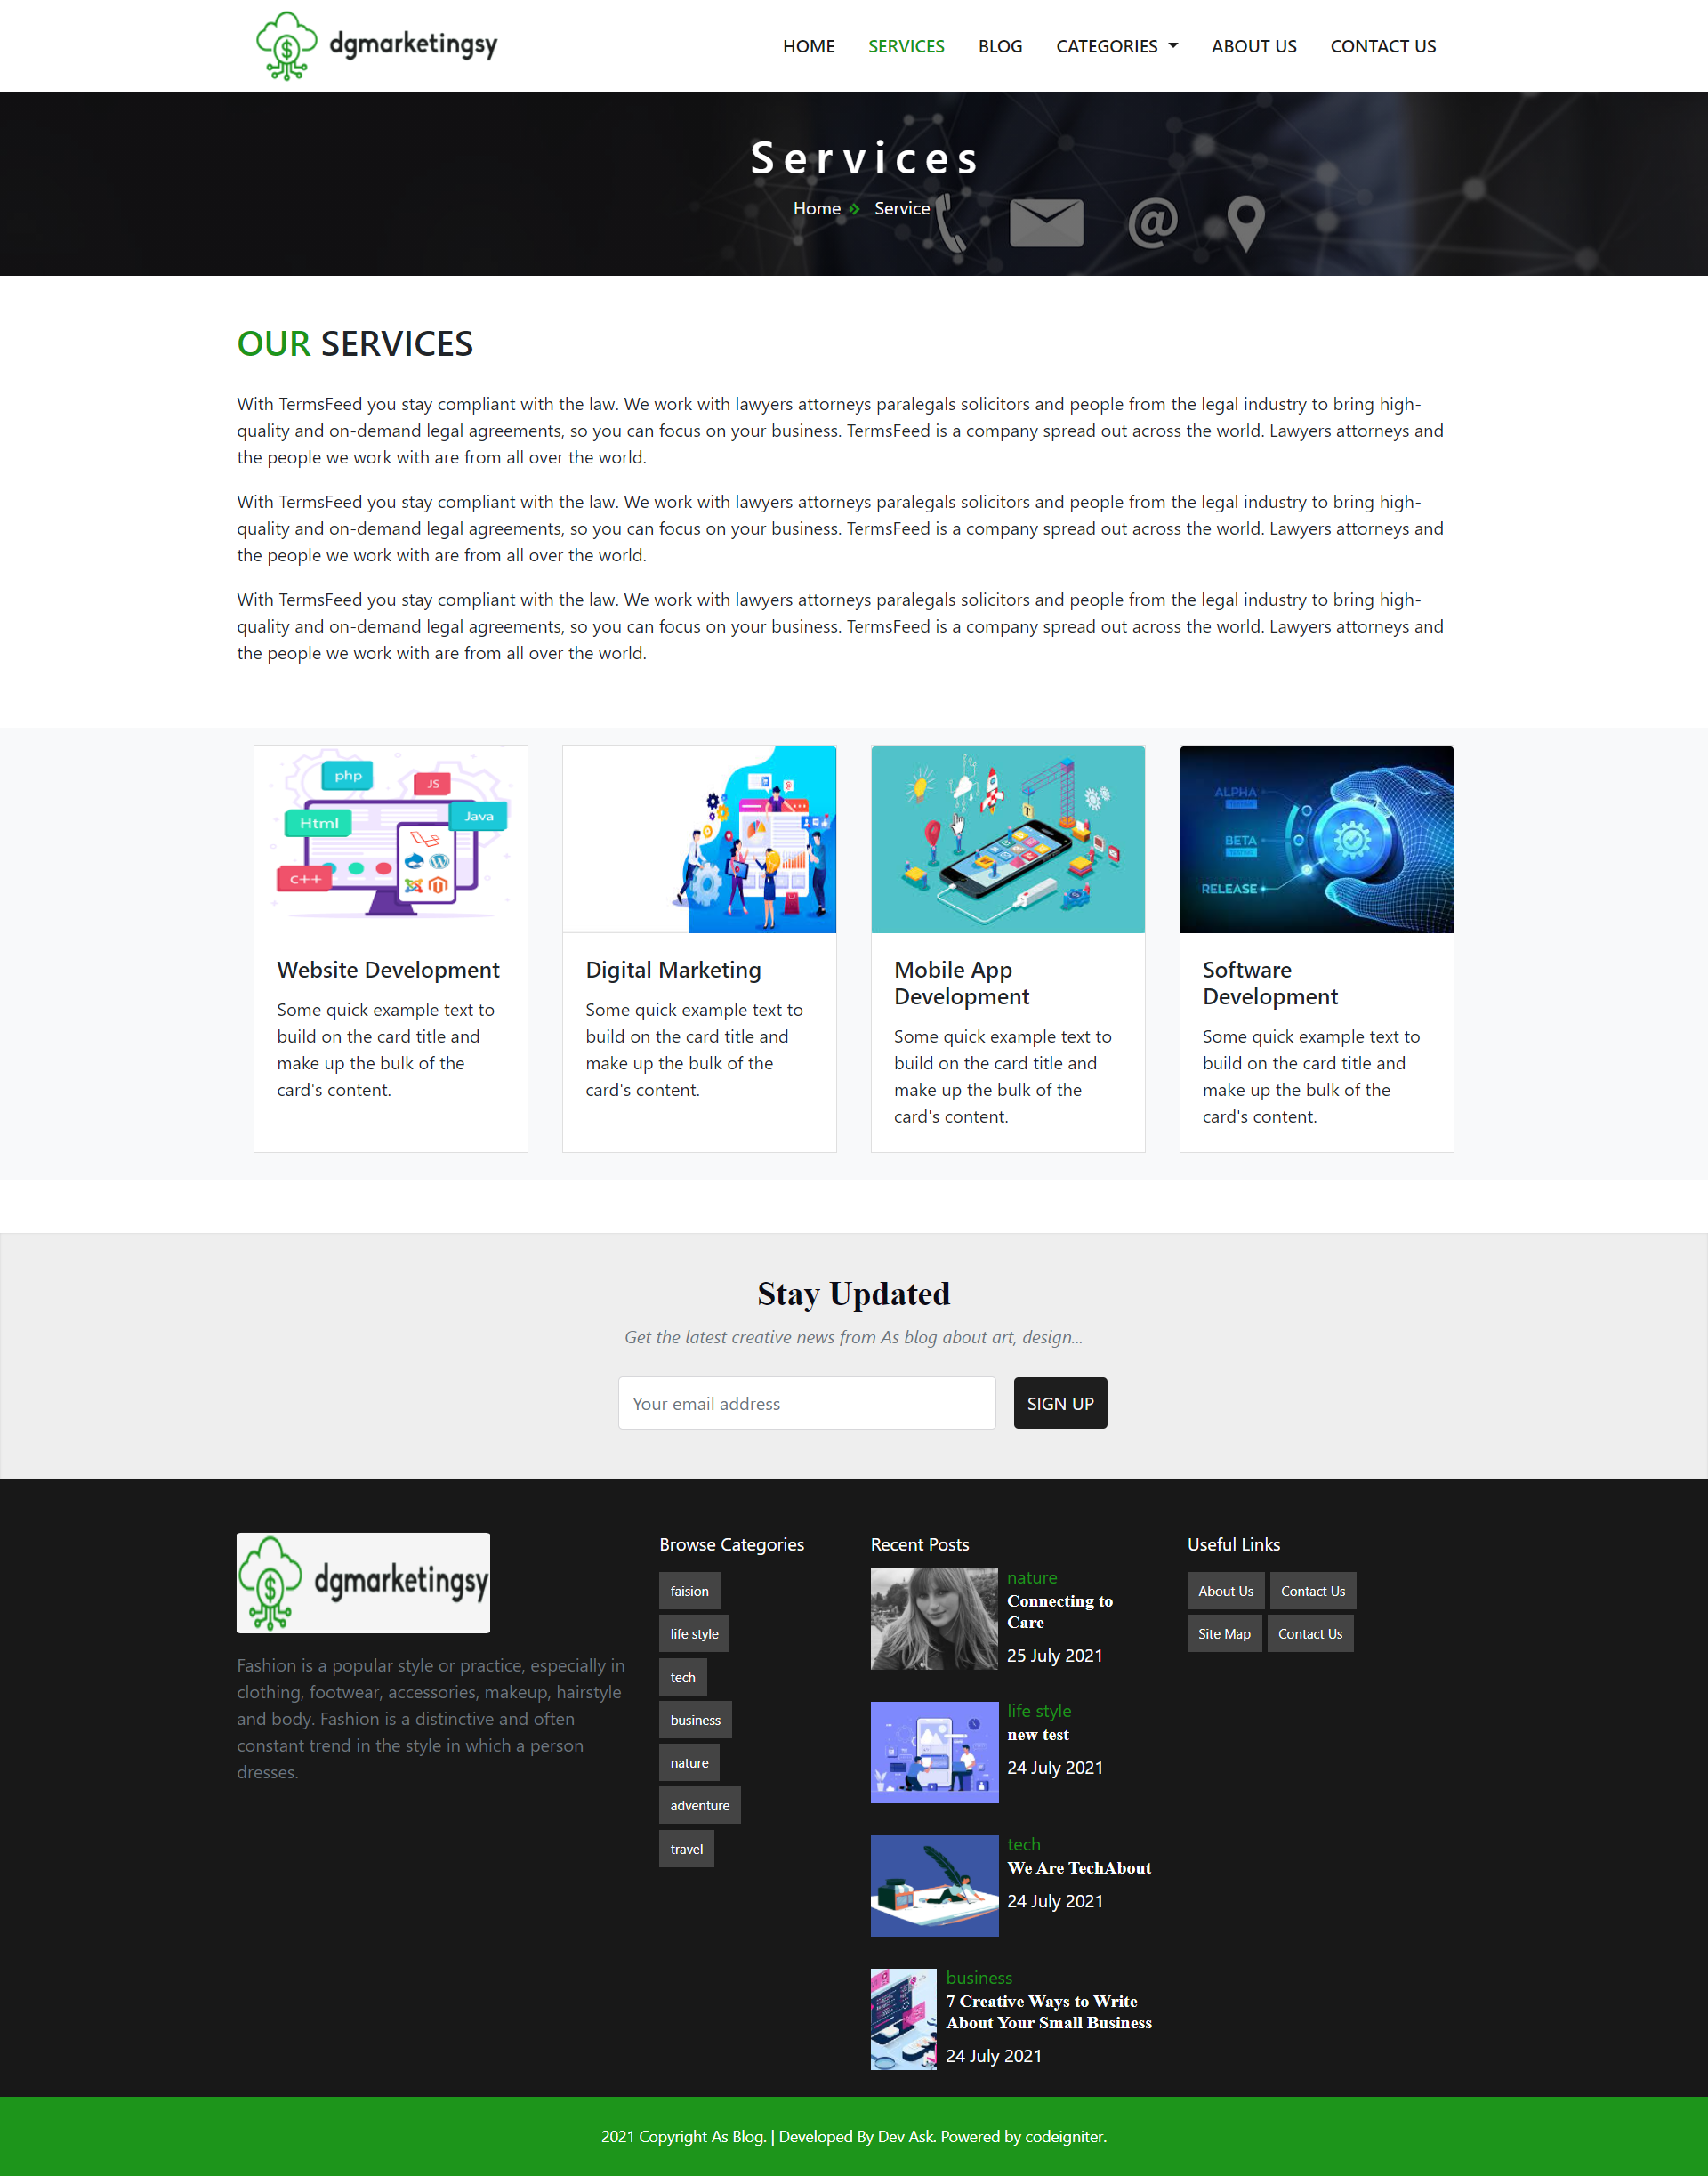 dgmarketingsy
HOME SERVICES BLOG CATEGORIES ABOUT US CONTACT US
Services
Home Service
@
OUR SERVICES
With TermsFeed you stay compliant with the law. We work with lawyers attorneys paralegals solicitors and people from the legal industry to bring high-
quality and on-demand legal agreements, so you can focus on your business. TermsFeed is a company spread out across the world. Lawyers attorneys and
the people we work with are from all over the world.
With TermsFeed you stay compliant with the law. We work with lawyers attorneys paralegals solicitors and people from the legal industry to bring high-
quality and on-demand legal agreements, so you can focus on your business. TermsFeed is a company spread out across the world. Lawyers attorneys and
the people we work with are from all over the world.
With TermsFeed you stay compliant with the law. We work with lawyers attorneys paralegals solicitors and people from the legal industry to bring high-
quality and on-demand legal agreements, so you can focus on your business. TermsFeed is a company spread out across the world. Lawyers attorneys and
the people we work with are from all over the world.
php
JS
Html
Java
C++
Website Development
Some quick example text to
build on the card title and
make up the bulk of the
card's content.
Digital Marketing
Some quick example text to
build on the card title and
make up the bulk of the
card's content.
Mobile App
Development
Some quick example text to
build on the card title and
make up the bulk of the
card's content.
ALPHA
BETA
RELEASE
Software
Development
Some quick example text to
build on the card title and
make up the bulk of the
card's content.
Stay Updated
Get the latest creative news from As blog about art, design...
Your email address
SIGN UP
dgmarketingsy
Fashion is a popular style or practice, especially in
clothing, footwear, accessories, makeup, hairstyle
and body. Fashion is a distinctive and often
constant trend in the style in which a person
dresses.
Browse Categories
faision
life style
tech
business
nature
adventure
travel
Recent Posts
nature
Connecting to
Care
25 July 2021
life style
new test
24 July 2021
tech
We Are TechAbout
24 July 2021
business
7 Creative Ways to Write
About Your Small Business
24 July 2021
Useful Links
About Us Contact Us
Site Map Contact Us
2021 Copyright As Blog. | Developed By Dev Ask. Powered by codeigniter.